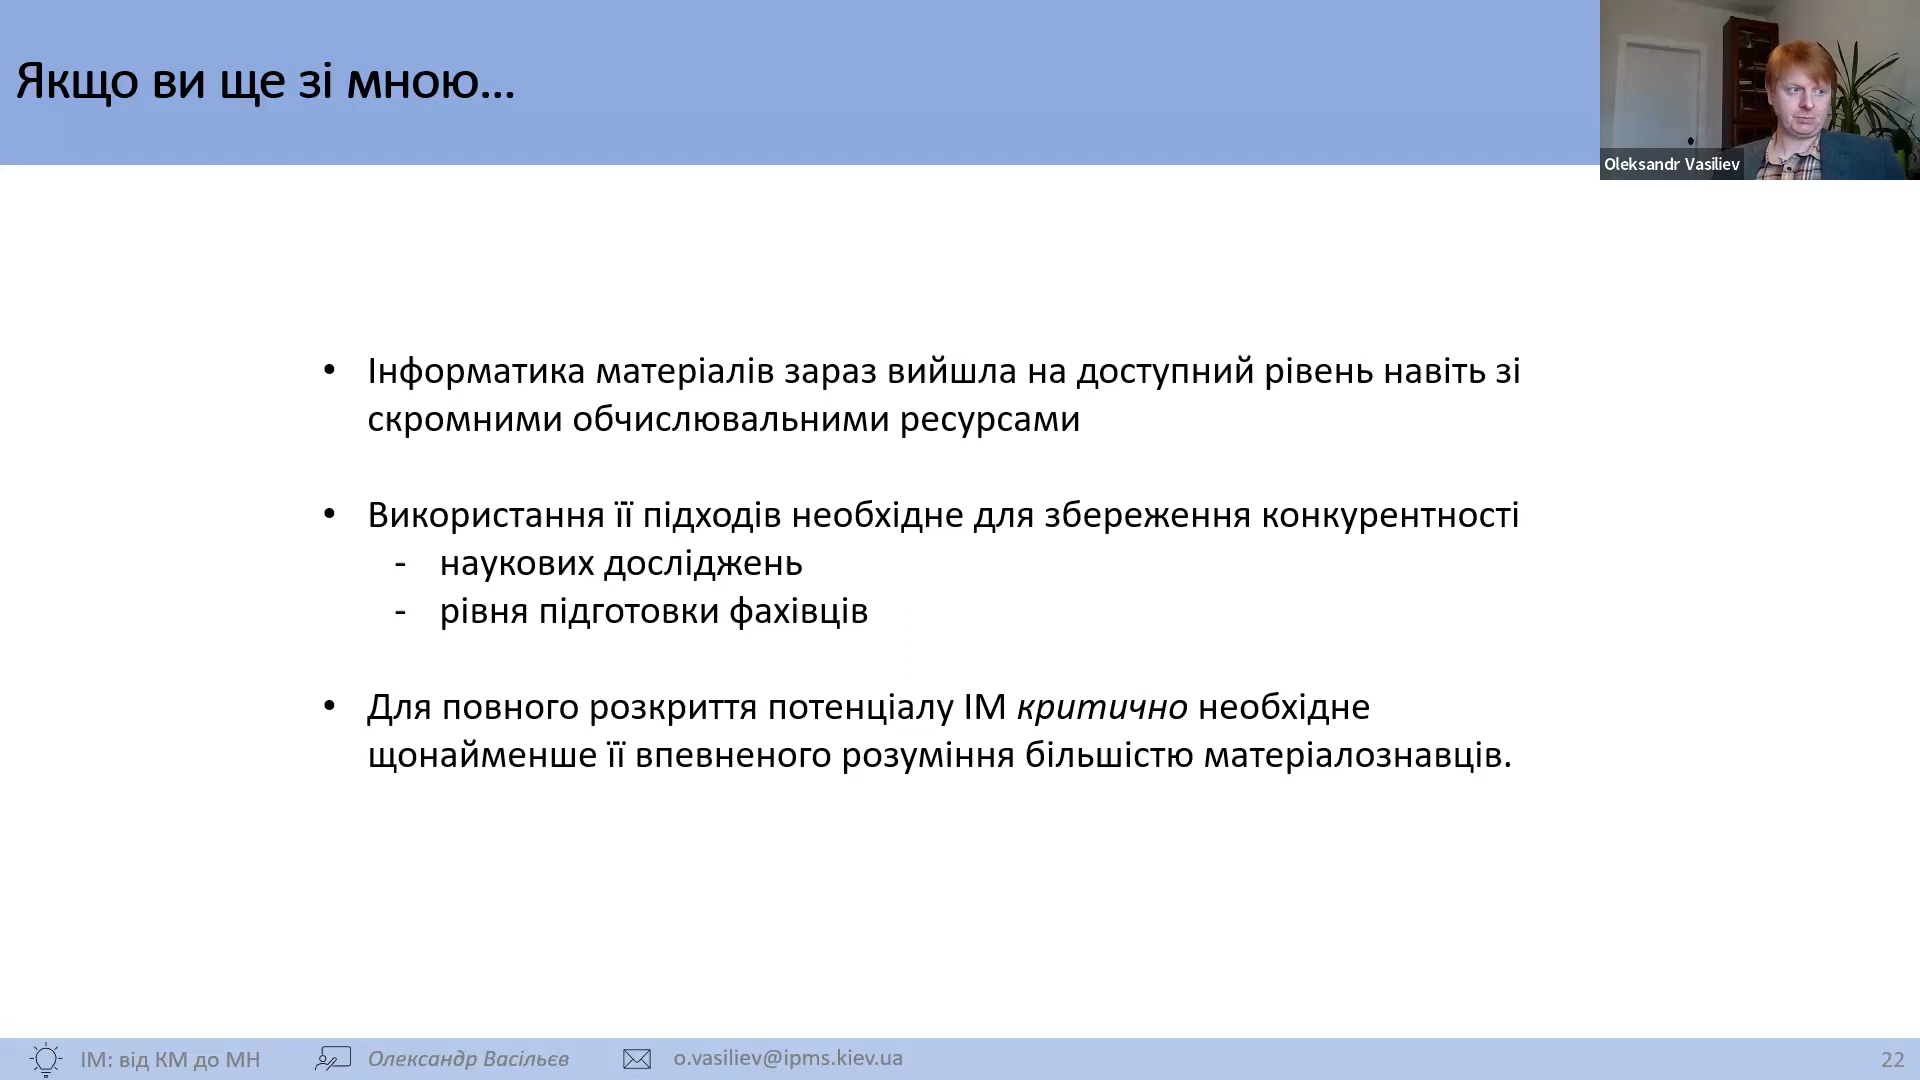 Якщо ви ще зі мною...
Oleksandr Vasiliev
• Інформатика матеріалів зараз вийшла на доступний рівень навіть зі
скромними обчислювальними ресурсами
• Використання її підходів необхідне для збереження конкурентності
- наукових досліджень
- рівня підготовки фахівців
• Для повного розкриття потенціалу ІМ критично необхідне
щонайменше її впевненого розуміння більшістю матеріалознавців.
ІМ: від КМ до МН
Олександр Васільєв
o.vasiliev@ipms.kiev.ua
22